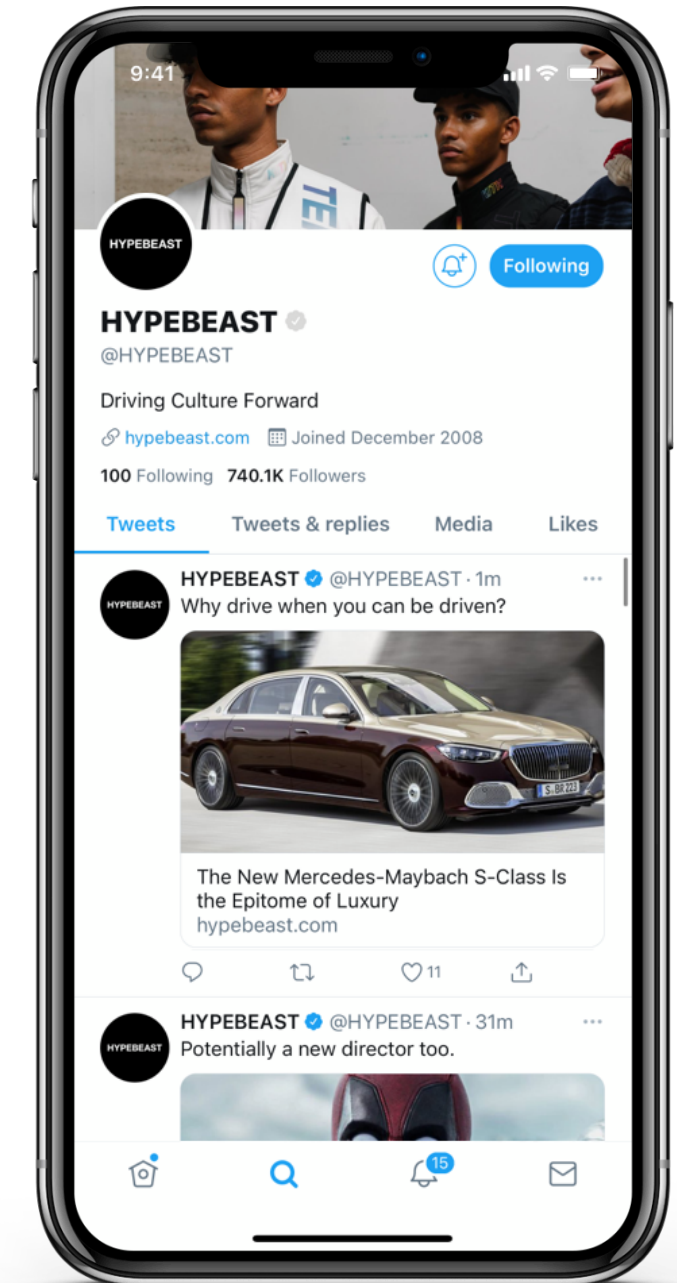 9:41
TE
HYPEBEAST
Following
HYPEBEAST
@HYPEBEAST
Driving Culture Forward
hypebeast.com Joined December 2008
100 Following 740.1K Followers
Tweets Tweets & replies Media Likes
HYPEBEAST @HYPEBEAST · 1m
HYPEBEAST
Why drive when you can be driven?
S·BR 223
The New Mercedes-Maybach S-Class Is
the Epitome of Luxury
hypebeast.com
11
HYPEBEAST @HYPEBEAST · 31m
HYPEBEAST
Potentially a new director too.
15